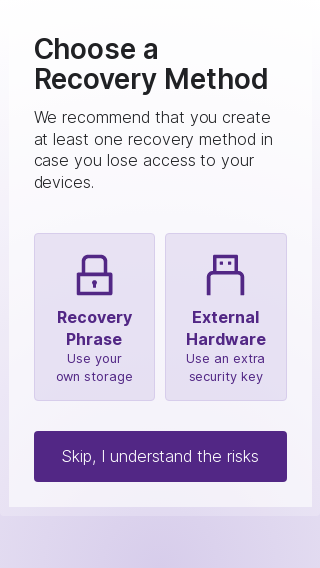 Choose a
Recovery Method
We recommend that you create
at least one recovery method in
case you lose access to your
devices.
Recovery
Phrase
Use your
own storage
External
Hardware
Use an extra
security key
Skip, I understand the risks